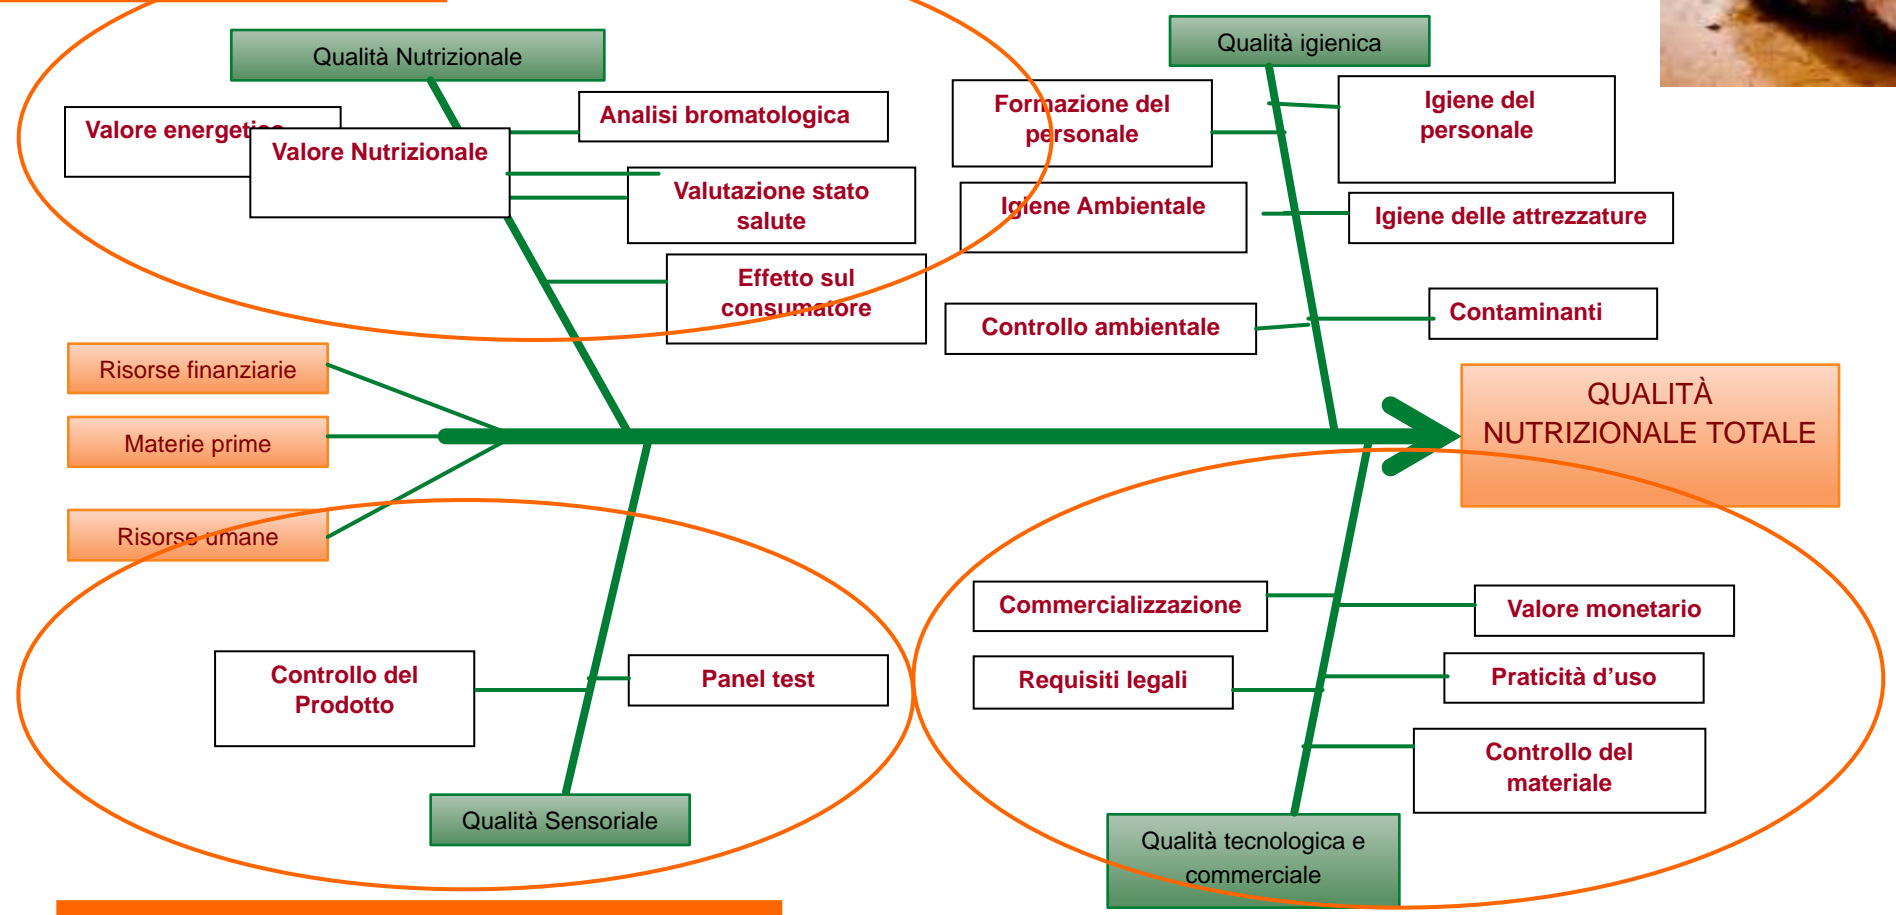 Qualità Nutrizionale
Valore energetico
Valore Nutrizionale
Analisi bromatologica
Valutazione stato
salute
Effetto sul
consumatore
Qualità igienica
Formazione del
personale
Igiene del
personale
Igiene Ambientale
Igiene delle attrezzature
Controllo ambientale
Contaminanti
Risorse finanziarie
Materie prime
Risorse umane
QUALITÀ
NUTRIZIONALE TOTALE
Controllo del
Prodotto
Panel test
Qualità Sensoriale
Commercializzazione
Valore monetario
Requisiti legali
Praticità d’uso
Controllo del
materiale
Qualità tecnologica e
commerciale